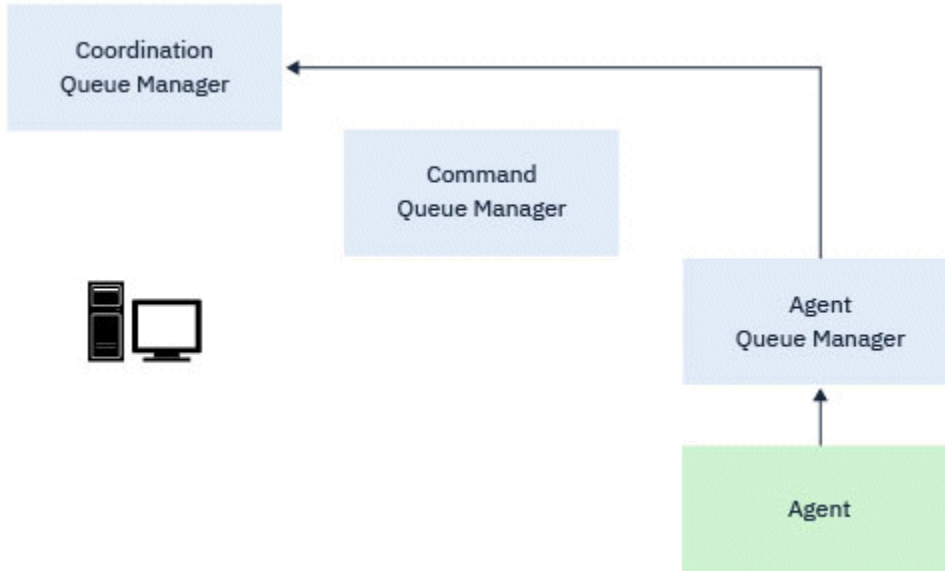 Coordination
Queue Manager
Command
Queue Manager
Agent
Queue Manager
Agent